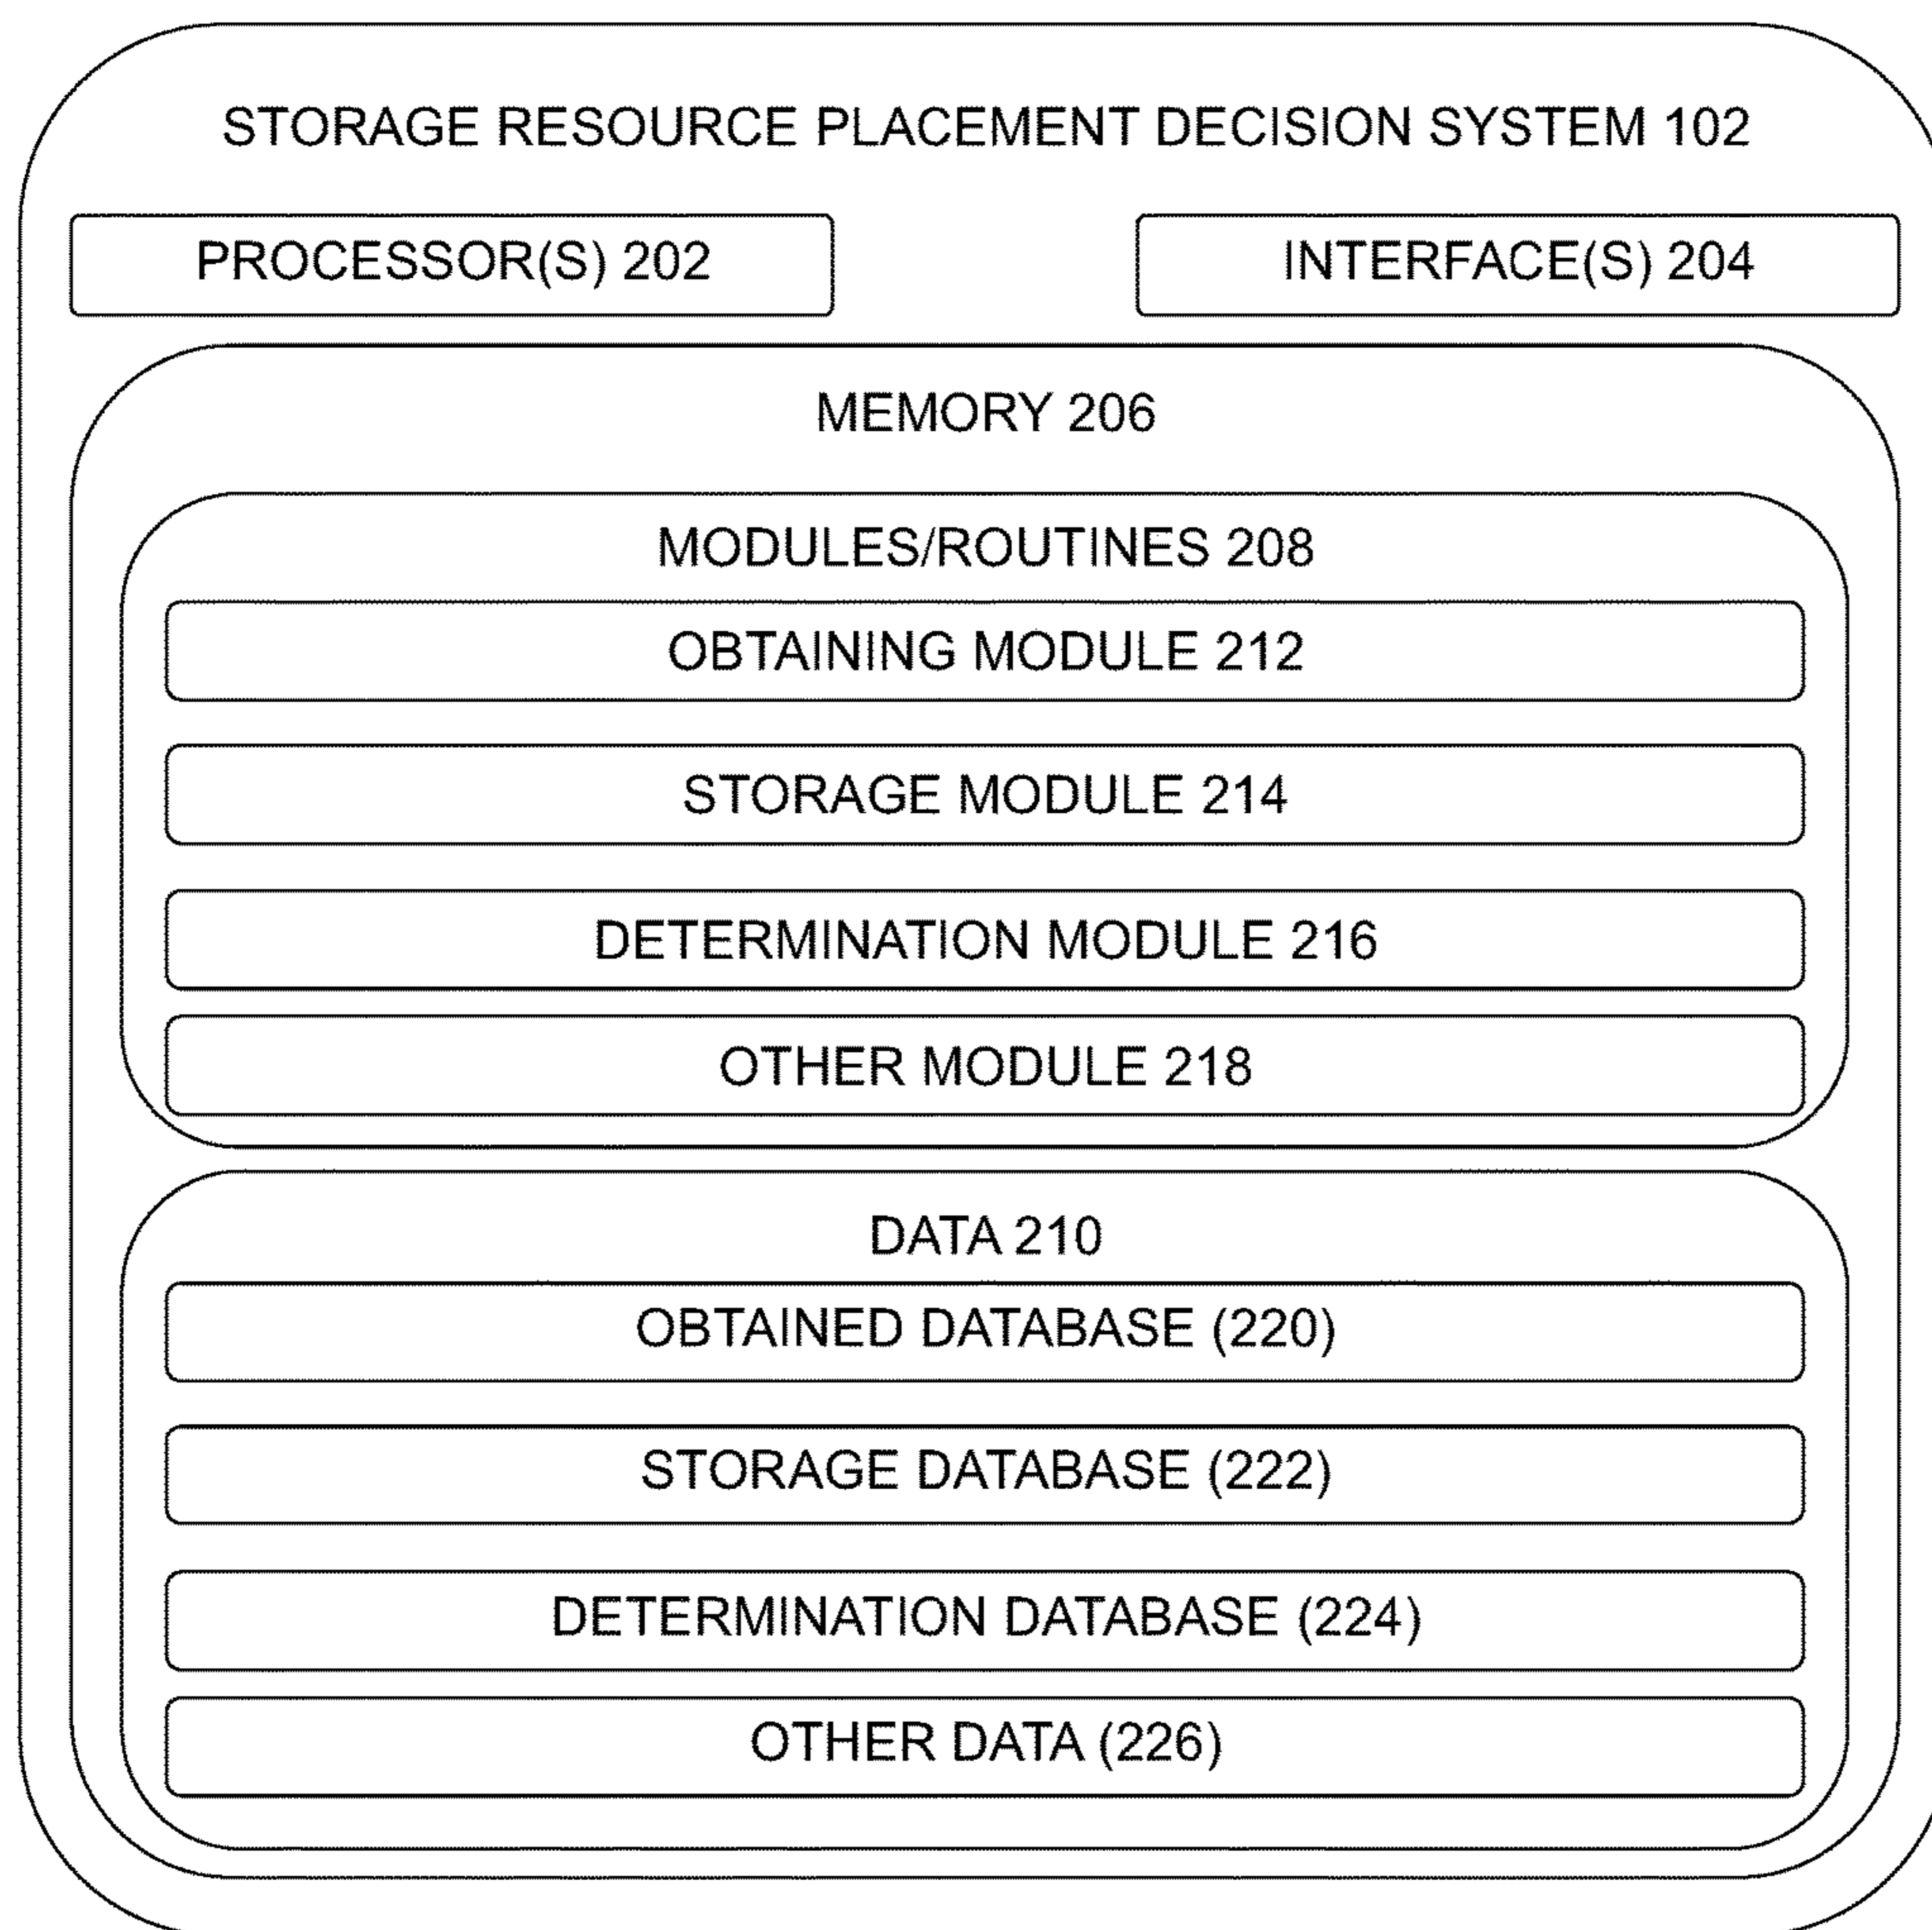 STORAGE RESOURCE PLACEMENT DECISION SYSTEM 102
PROCESSOR(S) 202
INTERFACE(S) 204
MEMORY 206
MODULES/ROUTINES 208
OBTAINING MODULE 212
STORAGE MODULE 214
DETERMINATION MODULE 216
OTHER MODULE 218
DATA 210
OBTAINED DATABASE (220)
STORAGE DATABASE (222)
DETERMINATION DATABASE (224)
OTHER DATA (226)